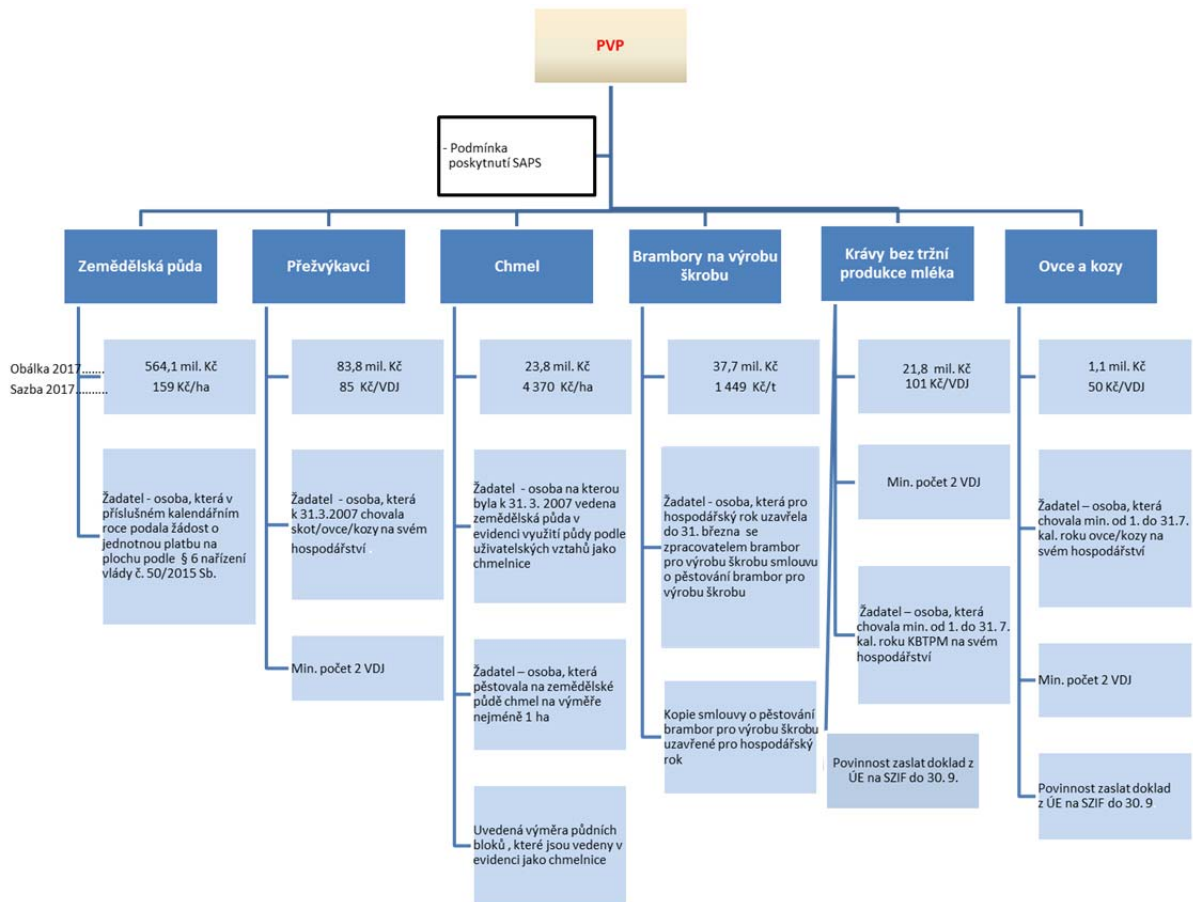 PVP
- Podmínka
poskytnutí SAPS
Zemědělská půda
Přežvýkavci
Chmel
Brambory na výrobu
škrobu
Krávy bez tržní
produkce mléka
Ovce a kozy
Obálka 2017.......
Sazba 2017..........
564,1 mil. Kč
159 Kč/ha
83,8 mil. Kč
85 Kč/VDJ
23,8 mil. Kč
4 370 Kč/ha
37,7 mil. Kč
1 449 Kč/t
21,8 mil. Kč
101 Kč/VDJ
1,1 mil. Kč
50 Kč/VDJ
Žadatel - osoba, která v
příslušném kalendářním
roce podala žádost o
jednotnou platbu na
plochu podle § 6 nařízení
vlády č. 50/2015 Sb.
Žadatel - osoba, která
k 31.3.2007 chovala
skot/ovce/kozy na svém
hospodářství .
Min. počet 2 VDJ
Žadatel - osoba na kterou
byla k 31. 3. 2007 vedena
zemědělská půda v
evidenci využití půdy podle
uživatelských vztahů jako
chmelnice
Žadatel – osoba, která
pěstovala na zemědělské
půdě chmel na výměře
nejméně 1 ha
Uvedená výměra půdních
bloků , které jsou vedeny v
evidenci jako chmelnice
Žadatel - osoba, která pro
hospodářský rok uzavřela
do 31. března se
zpracovatelem brambor
pro výrobu škrobu smlouvu
o pěstování brambor pro
výrobu škrobu
Kopie smlouvy o pěstování
brambor pro výrobu škrobu
uzavřené pro hospodářský
rok
Min. počet 2 VDJ
Žadatel – osoba, která
chovala min. od 1. do 31. 7.
kal. roku KBTPM na svém
hospodářství
Povinnost zaslat doklad z
ÚE na SZIF do 30. 9.
Žadatel – osoba, která
chovala min. od 1. do 31.7.
kal. roku ovce/kozy na
svém hospodářství
Min. počet 2 VDJ
Povinnost zaslat doklad
z ÚE na SZIF do 30. 9